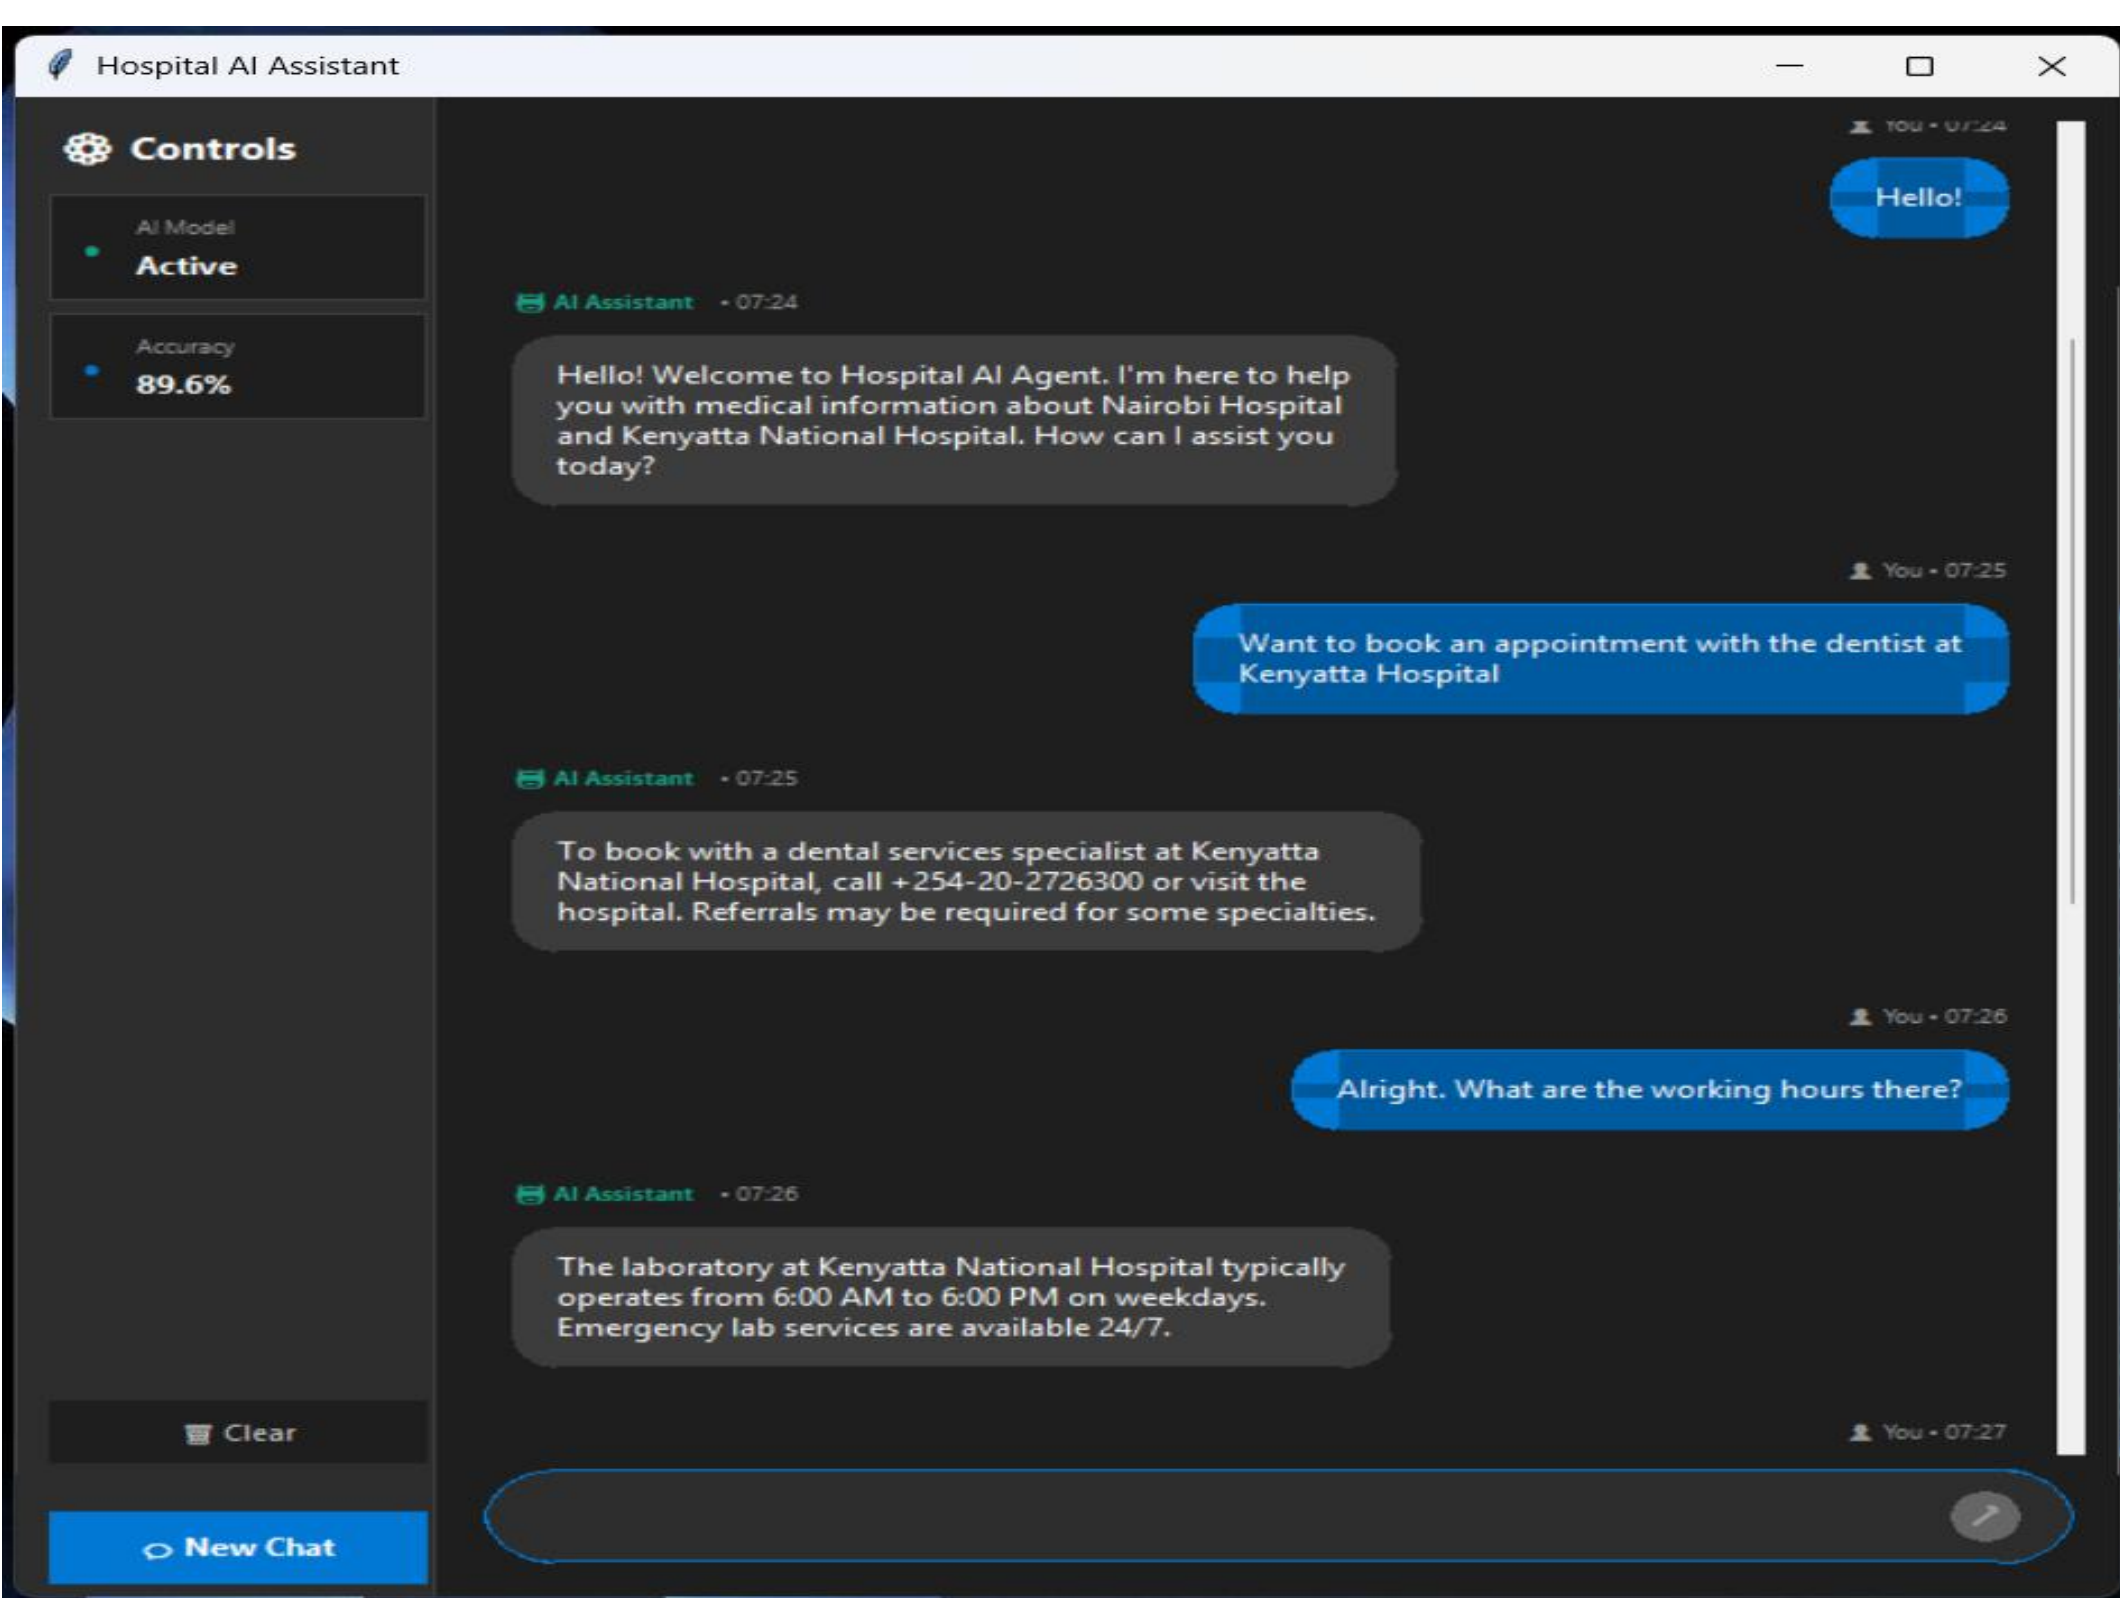 Hospital AI Assistant
Controls
AI Model
Active
Accuracy
89.6%
Clear
New Chat
You • 07:24
Hello!
AI Assistant • 07:24
Hello! Welcome to Hospital AI Agent. I'm here to help
you with medical information about Nairobi Hospital
and Kenyatta National Hospital. How can I assist you
today?
You • 07:25
Want to book an appointment with the dentist at
Kenyatta Hospital
AI Assistant • 07:25
To book with a dental services specialist at Kenyatta
National Hospital, call +254-20-2726300 or visit the
hospital. Referrals may be required for some specialties.
You • 07:26
Alright. What are the working hours there?
AI Assistant • 07:26
The laboratory at Kenyatta National Hospital typically
operates from 6:00 AM to 6:00 PM on weekdays.
Emergency lab services are available 24/7.
You • 07:27